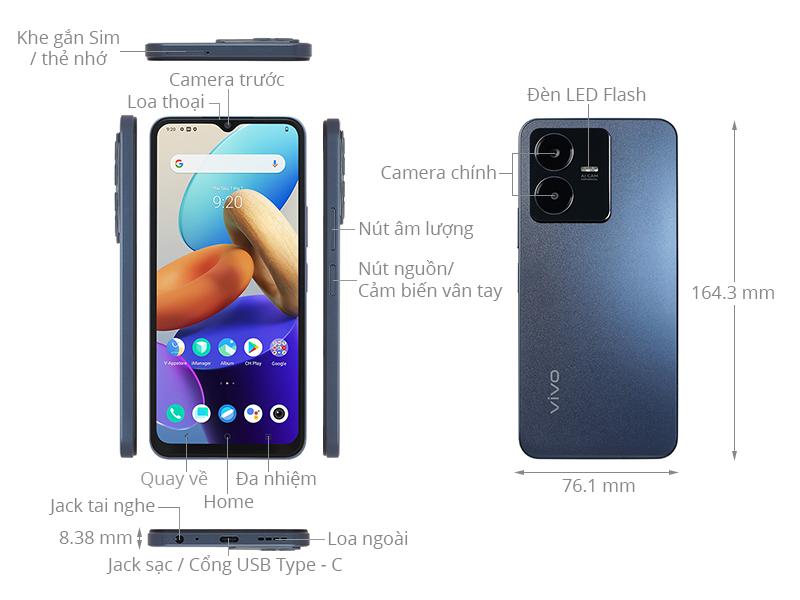 Khe gắn Sim
/ thẻ nhớ
Camera trước
Loa thoại
Đèn LED Flash
Camera chính
AI CAM
9:20
Google
9:20
Nút âm lượng
Nút nguồn/
Cảm biến vân tay
164.3 mm
V-Appstore iManager Album CH Play Google
vivo
Quay về
Home
Đa nhiệm
76.1 mm
Jack tai nghe
8.38 mm
Loa ngoài
Jack sạc / Cổng USB Type - C